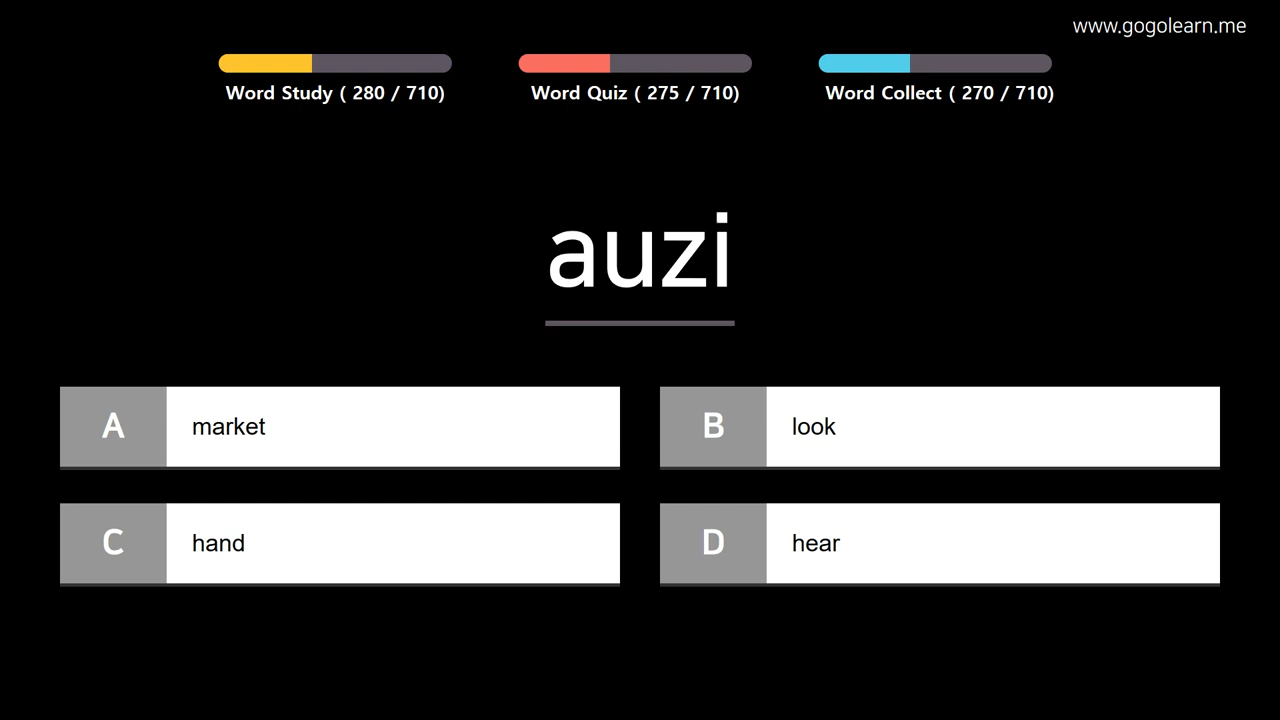 www.gogolearn.me
Word Study ( 280 / 710)
Word Quiz ( 275 / 710)
Word Collect ( 270 / 710)
auzi
A market
B look
C hand
D hear